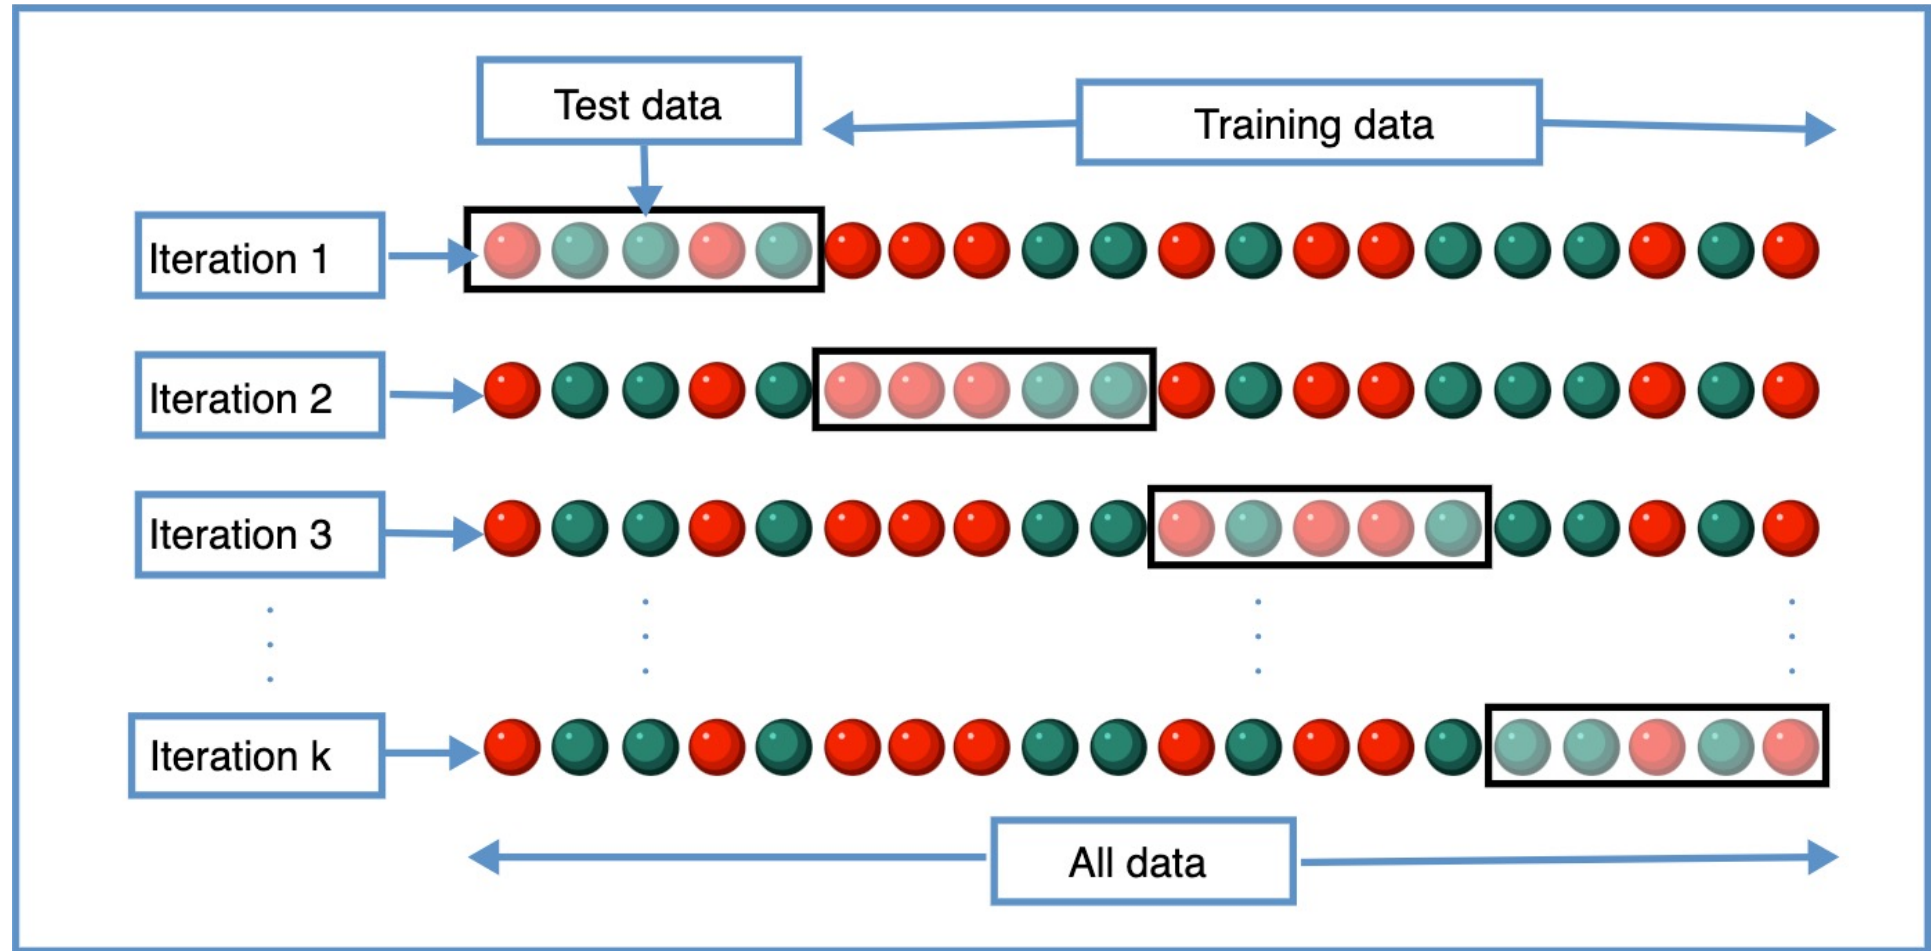 Test data
Training data
Iteration 1
Iteration 2
Iteration 3
Iteration k
All data